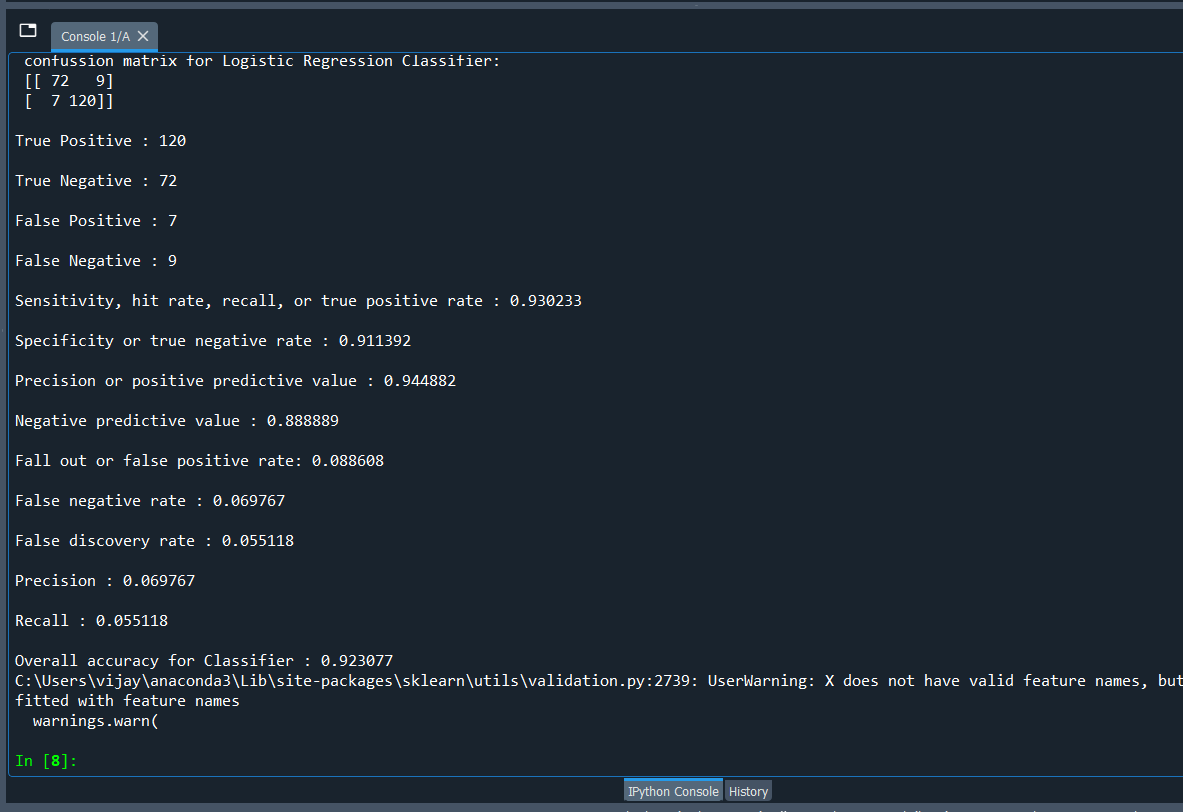 Console 1/A
confussion matrix for Logistic Regression Classifier:
[[ 72   9]
[  7 120]]
True Positive : 120
True Negative : 72
False Positive : 7
False Negative : 9
Sensitivity, hit rate, recall, or true positive rate : 0.930233
Specificity or true negative rate : 0.911392
Precision or positive predictive value : 0.944882
Negative predictive value : 0.888889
Fall out or false positive rate: 0.088608
False negative rate : 0.069767
False discovery rate : 0.055118
Precision : 0.069767
Recall : 0.055118
Overall accuracy for Classifier : 0.923077
C:\Users\vijay\anaconda3\Lib\site-packages\sklearn\utils\validation.py:2739: UserWarning: X does not have valid feature names, but
fitted with feature names
warnings.warn(
In [8]:
IPython Console History